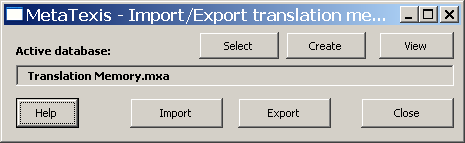 MetaTexis - Import/Export translation me...
Select Create View
Active database:
Translation Memory.mxa
Help Import Export Close